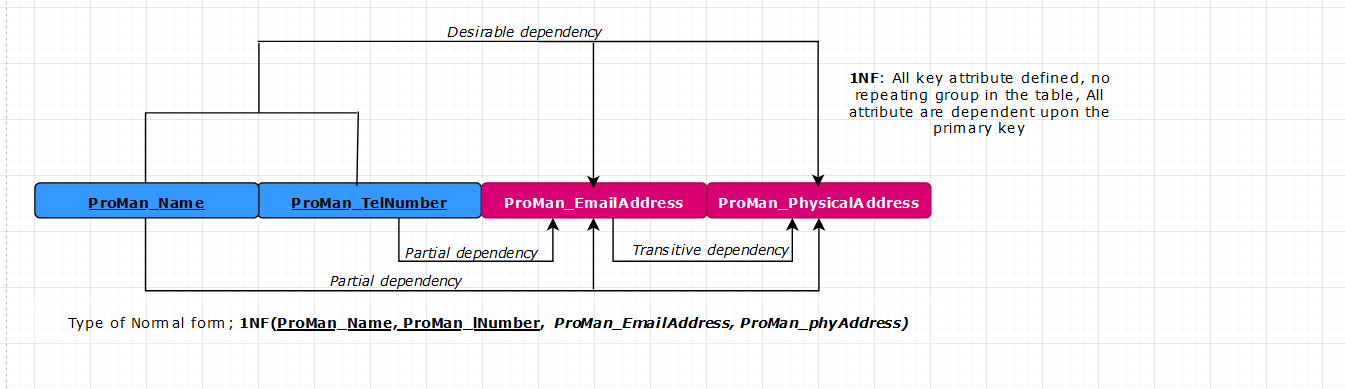 Desirable dependency
1NF: All key attribute defined, no
repeating group in the table, All
attribute are dependent upon the
primary key
ProMan_Name ProMan_TelNumber ProMan_EmailAddress ProMan_PhysicalAddress
Partial dependency Transitive dependency
Partial dependency
Type of Normal form; 1NF(ProMan_Name, ProMan_lNumber, ProMan_EmailAddress, ProMan_phyAddress)